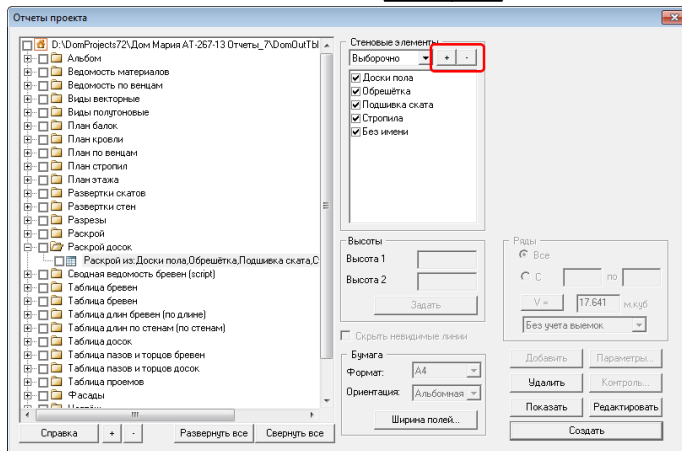 Отчеты проекта
D:\DomProjects72\Дом Мария АТ-267-13 Отчеты_7\DomOutTbl
Альбом
Ведомость материалов
Ведомость по венцам
Виды векторные
Виды полутоновые
План балок
План кровли
План по венцам
План стропил
План этажа
Развертки скатов
Развертки стен
Разрезы
Раскрой
Раскрой досок
Раскрой из:Доски пола,Обрешётка,Подшивка ската,С
Сводная ведомость бревен (script)
Таблица бревен
Таблица бревен
Таблица длин бревен (по длине)
Таблица длин по стенам (по стенам)
Таблица досок
Таблица пазов и торцов бревен
Таблица пазов и торцов досок
Таблица проемов
Фасады
Справка + - Развернуть все Свернуть все
Стеновые элементы
Выборочно + -
Доски пола
Обрешётка
Подшивка ската
Стропила
Без имени
Высоты
Высота 1
Высота 2
Задать
Скрыть невидимые линии
Бумага
Формат: А4
Ориентация: Альбомная
Ширина полей...
Ряды
Все
С по
V = 17.641 м.куб
Без учета выемок
Добавить Параметры...
Удалить Контроль...
Показать Редактировать
Создать